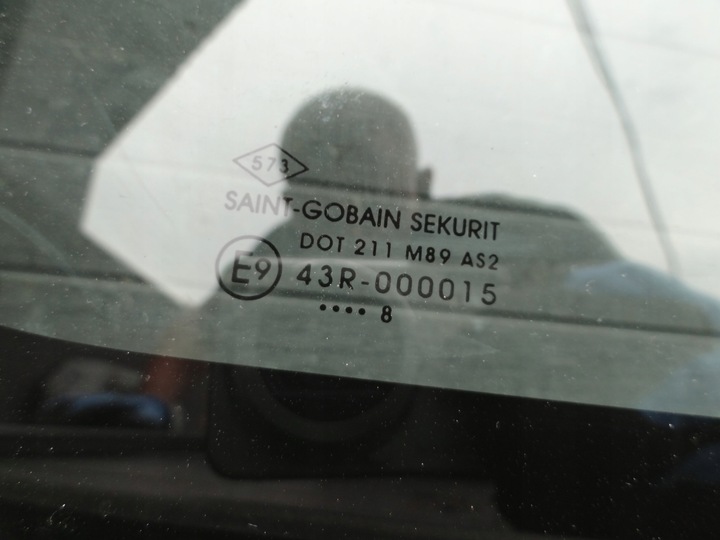 573
SAINT-GOBAIN SEKURIT
DOT 211 M89 AS2
E9 43R-000015
•••• 8